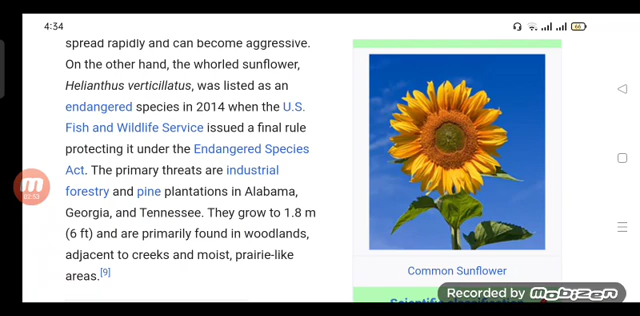 4:34
66
spread rapidly and can become aggressive.
On the other hand, the whorled sunflower,
Helianthus verticillatus, was listed as an
endangered species in 2014 when the U.S.
Fish and Wildlife Service issued a final rule
protecting it under the Endangered Species
Act. The primary threats are industrial
forestry and pine plantations in Alabama,
Georgia, and Tennessee. They grow to 1.8 m
(6 ft) and are primarily found in woodlands,
adjacent to creeks and moist, prairie-like
areas.[9]
02:53
Common Sunflower
Recorded by Mobizen